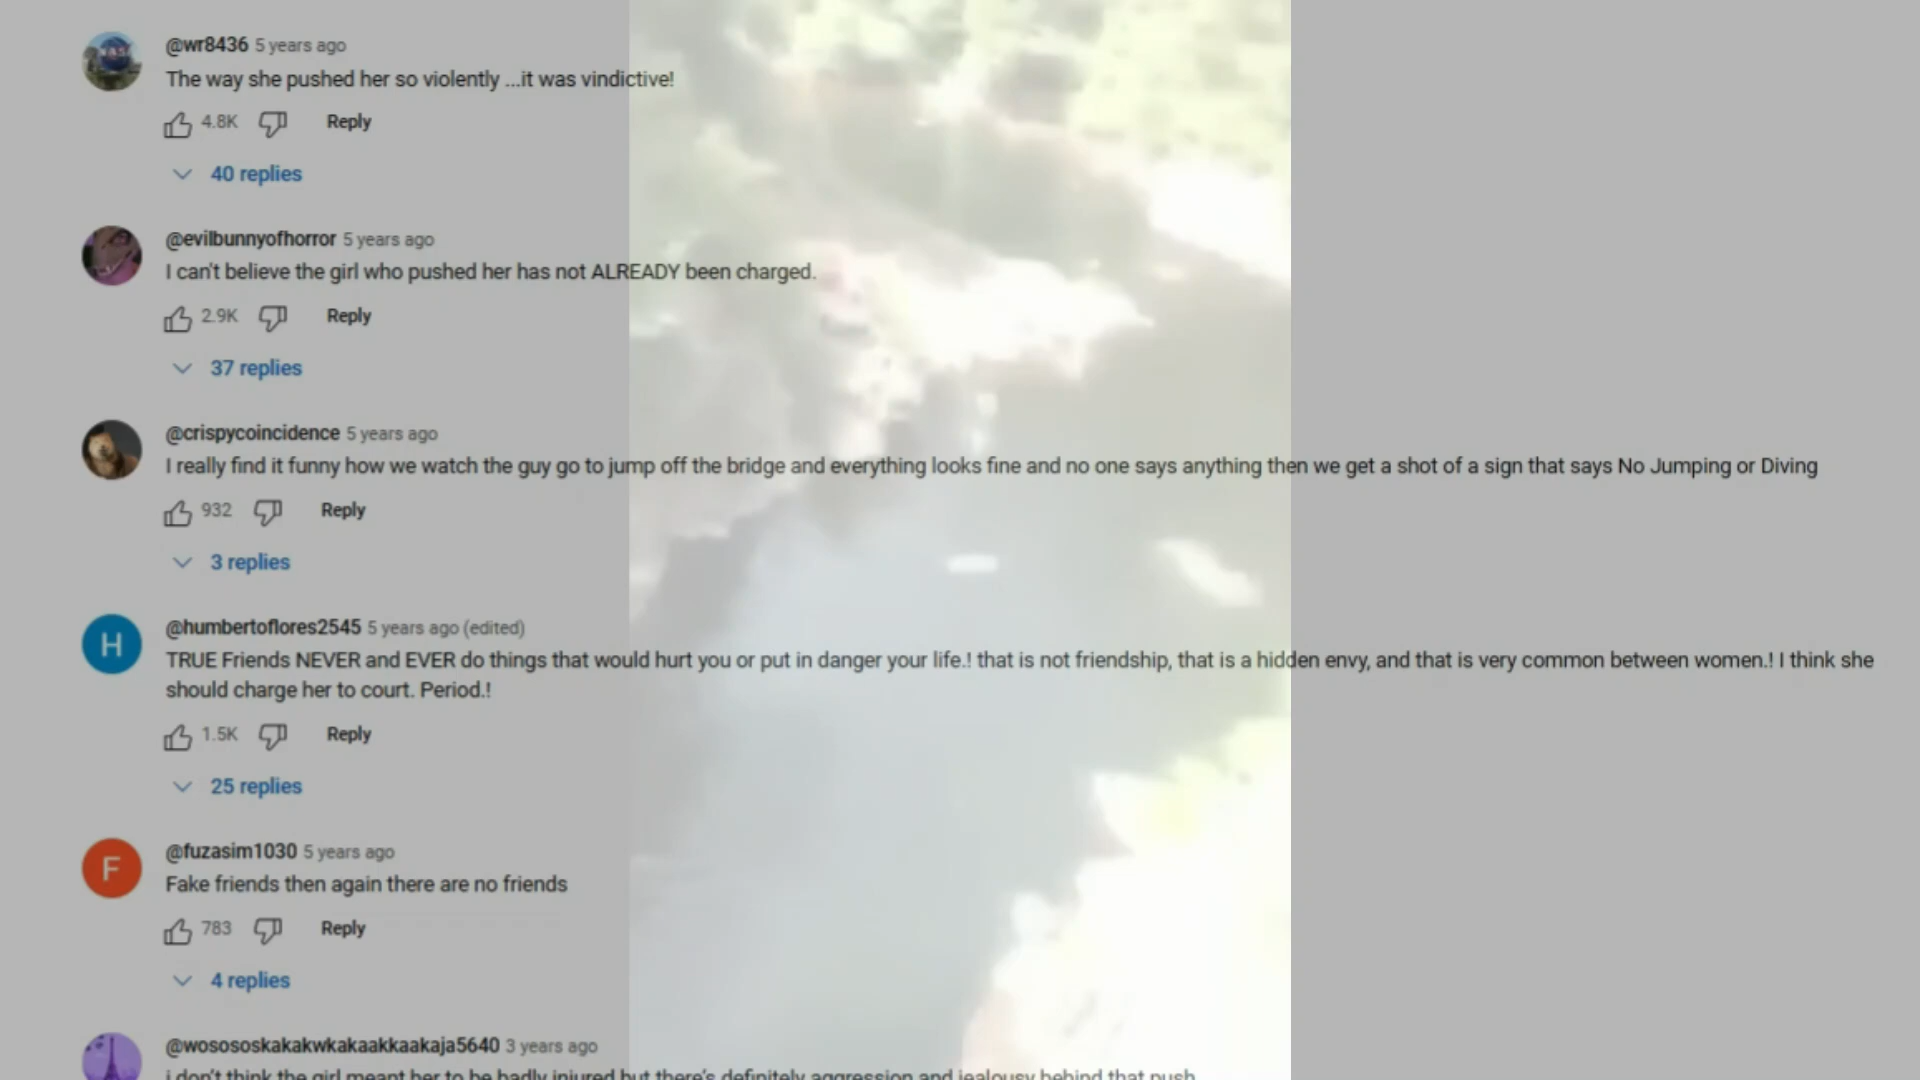 @wr8436 5 years ago
The way she pushed her so violently ...it was vindictive!
4.8K Reply
40 replies
@evilbunnyofhorror 5 years ago
I can't believe the girl who pushed her has not ALREADY been charged.
2.9K Reply
37 replies
@crispycoincidence 5 years ago
I really find it funny how we watch the guy go to jump off the bridge and everything looks fine and no one says anything then we get a shot of a sign that says No Jumping or Diving
932 Reply
3 replies
H
@humbertoflores2545 5 years ago (edited)
TRUE Friends NEVER and EVER do things that would hurt you or put in danger your life.! that is not friendship, that is a hidden envy, and that is very common between women.! I think she
should charge her to court. Period.!
1.5K Reply
25 replies
F
@fuzasim1030 5 years ago
Fake friends then again there are no friends
783 Reply
4 replies
@wosososkakakwkakaakkaakaja5640 3 years ago
i don't think the girl meant her to be badly injured but there's definitely aggression and jealousy behind that push